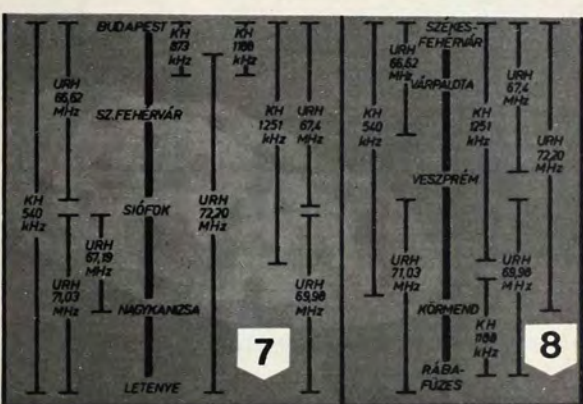 BUDAPEST
KH
873
kHz
KH
1188
kHz
URH
66,62
MHz
SZ.FEHÉRVÁR
KH
1251
kHz
URH
67,4
MHz
KH
540
kHz
SIÓFOK
URH
72,20
MHz
URH
67,19
MHz
URH
71,03
MHz
NAGYKANIZSA
URH
69,98
MHz
LETENYE
7
SZÉKES-
FEHÉRVÁR
URH
66,62
MHz
VÁRPALOTA
URH
67,4
MHz
KH
540
kHz
KH
1251
kHz
URH
72,20
MHz
VESZPRÉM
URH
71,03
MHz
URH
69,98
MHz
KÖRMEND
KH
1188
kHz
RÁBA-
FÜZES
8